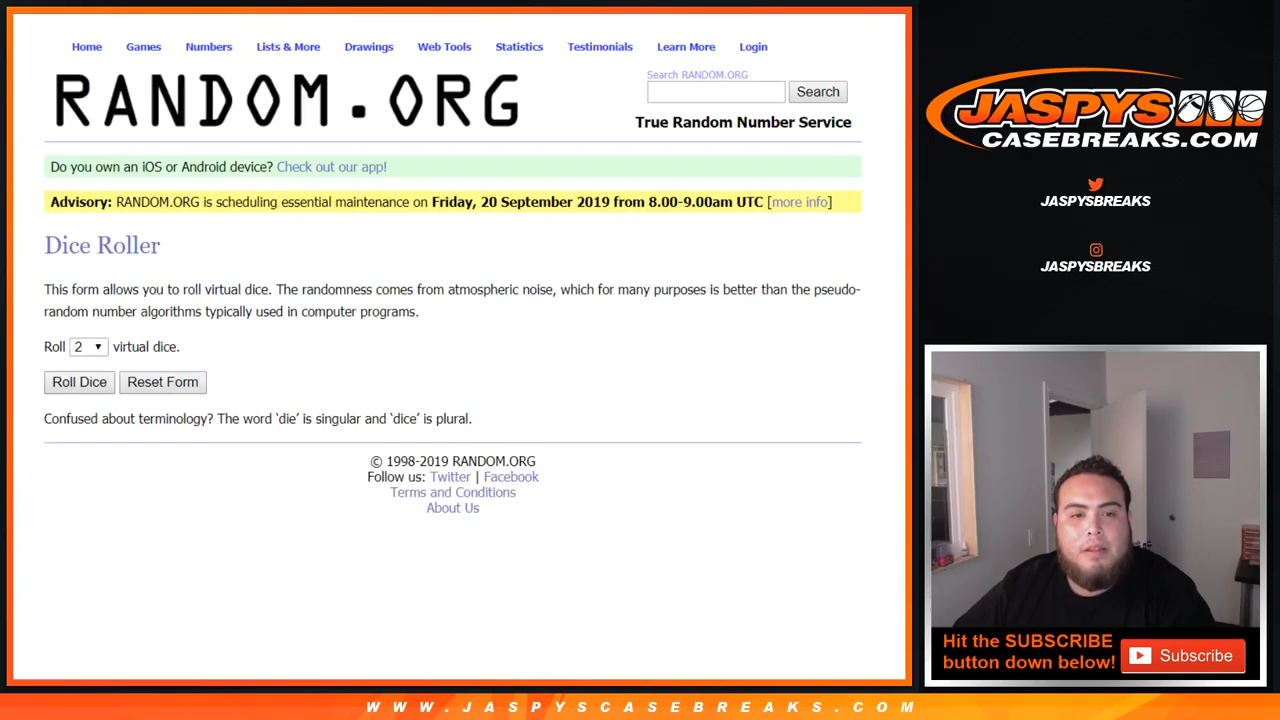 Home Games Numbers Lists & More Drawings Web Tools Statistics Testimonials Learn More Login
RANDOM.ORG
Search RANDOM.ORG
Search
True Random Number Service
Do you own an iOS or Android device? Check out our app!
Advisory: RANDOM.ORG is scheduling essential maintenance on Friday, 20 September 2019 from 8.00-9.00am UTC [more info]
Dice Roller
This form allows you to roll virtual dice. The randomness comes from atmospheric noise, which for many purposes is better than the pseudo-
random number algorithms typically used in computer programs.
Roll 2 virtual dice.
Roll Dice Reset Form
Confused about terminology? The word ‘die’ is singular and ‘dice’ is plural.
© 1998-2019 RANDOM.ORG
Follow us: Twitter | Facebook
Terms and Conditions
About Us
JASPYS
CASEBREAKS.COM
JASPYSBREAKS
JASPYSBREAKS
Hit the SUBSCRIBE
button down below!
Subscribe
WWW.JASPYSCASEBREAKS.COM